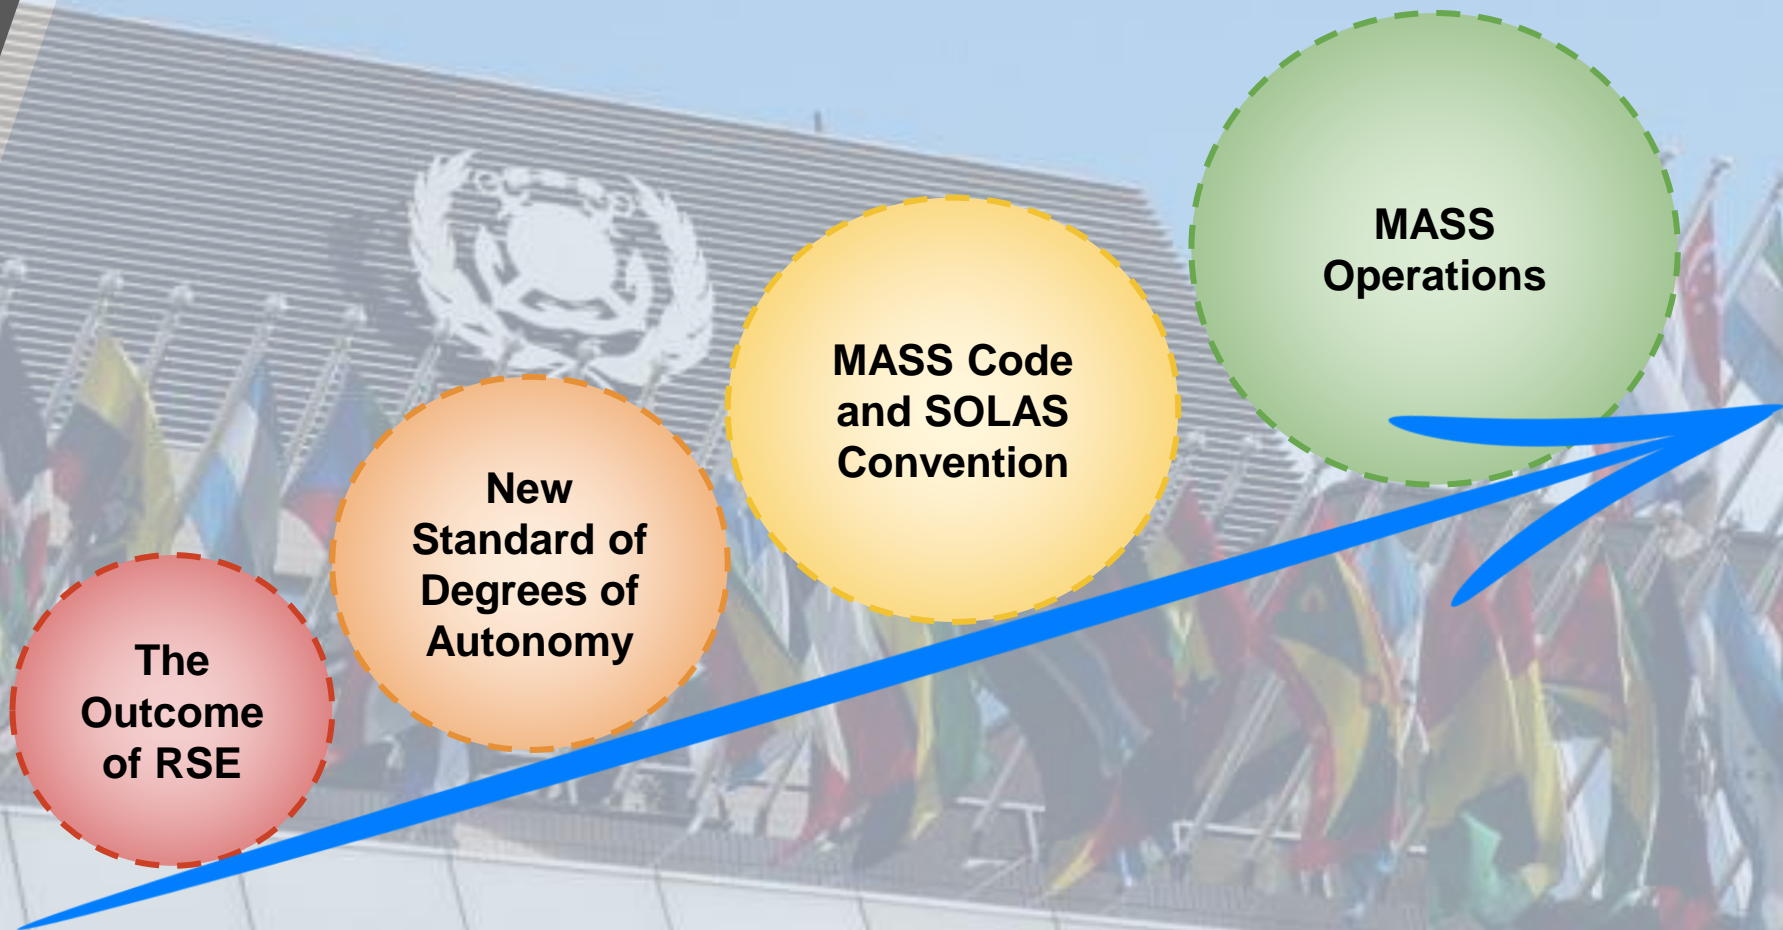 The
Outcome
of RSE
New
Standard of
Degrees of
Autonomy
MASS Code
and SOLAS
Convention
MASS
Operations